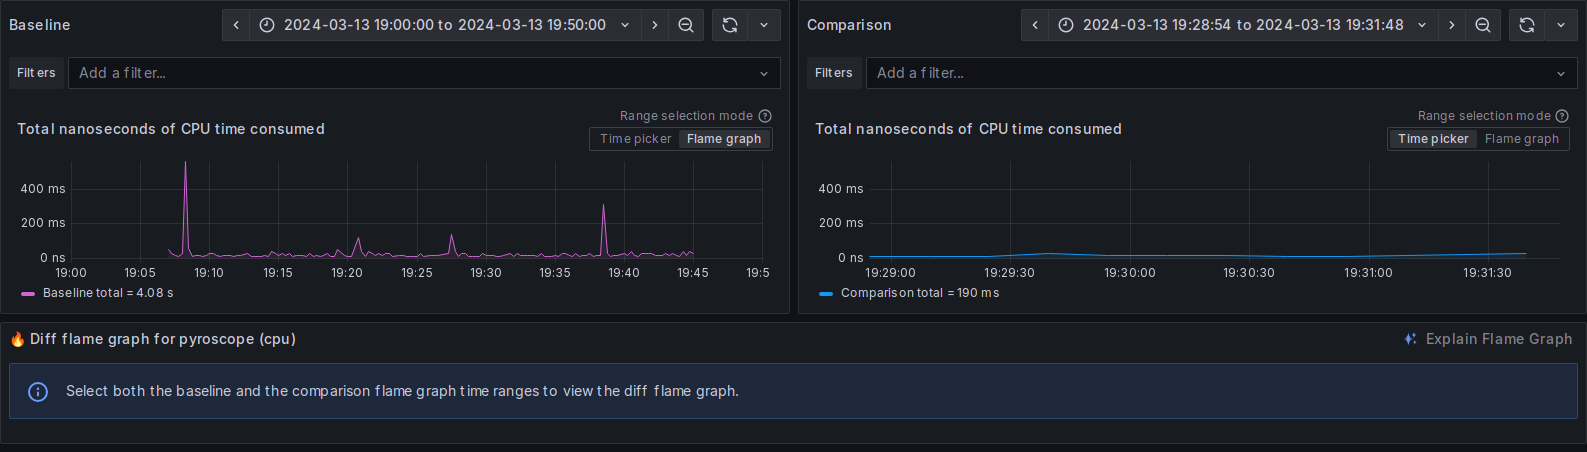 Baseline
2024-03-13 19:00:00 to 2024-03-13 19:50:00
Filters
Add a filter...
Range selection mode
Total nanoseconds of CPU time consumed
Time picker Flame graph
400 ms
200 ms
0 ns
19:00 19:05 19:10 19:15 19:20 19:25 19:30 19:35 19:40 19:45 19:5
Baseline total = 4.08 s
Comparison
2024-03-13 19:28:54 to 2024-03-13 19:31:48
Filters
Add a filter...
Range selection mode
Total nanoseconds of CPU time consumed
Time picker Flame graph
400 ms
200 ms
0 ns
19:29:00 19:29:30 19:30:00 19:30:30 19:31:00 19:31:30
Comparison total = 190 ms
Diff flame graph for pyroscope (cpu)
Explain Flame Graph
Select both the baseline and the comparison flame graph time ranges to view the diff flame graph.